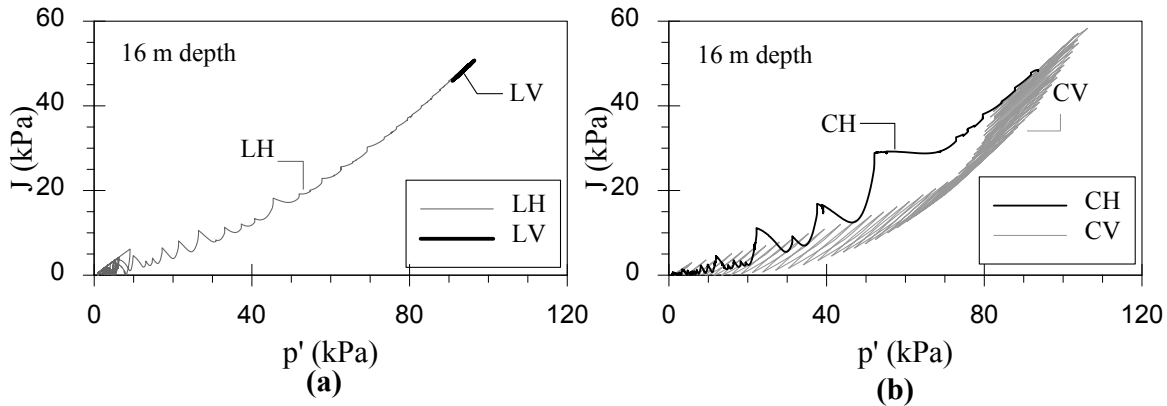 60
16 m depth
40
LV
LH
20
LH
LV
0
J (kPa)
0 40 80 120
p' (kPa)
(a)
60
16 m depth
40
CV
CH
20
CH
CV
0
J (kPa)
0 40 80 120
p' (kPa)
(b)